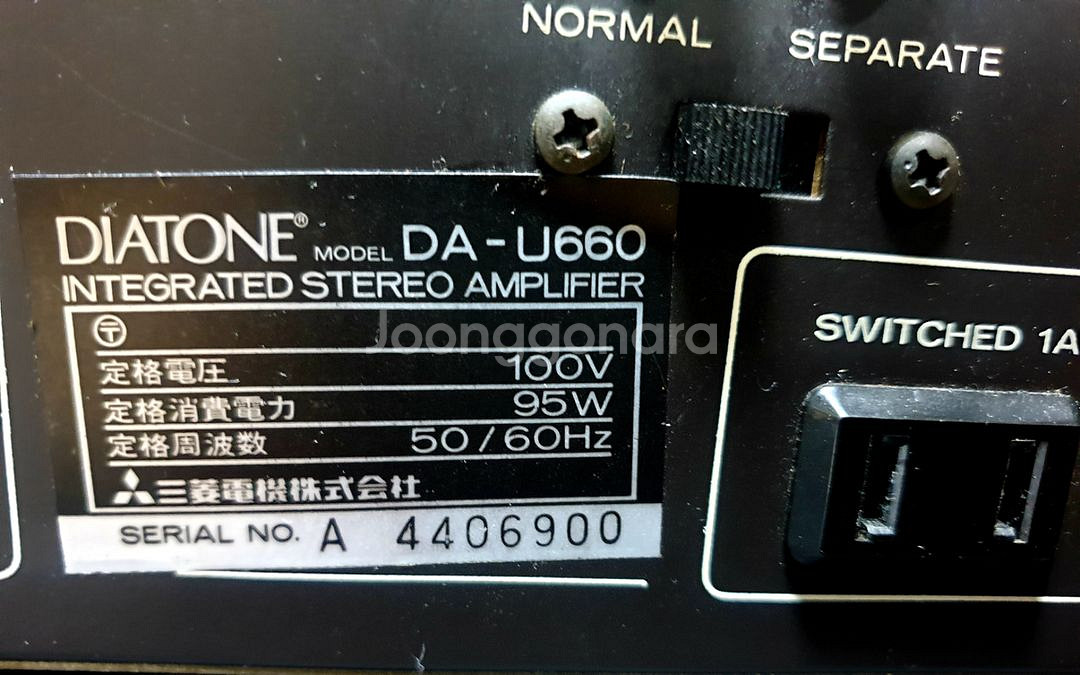 NORMAL
SEPARATE
DIATONE® MODEL DA-U660
INTEGRATED STEREO AMPLIFIER
〶
定格電圧 100V
定格消費電力 95W
定格周波数 50/60Hz
三菱電機株式会社
SERIAL NO. A 4406900
SWITCHED 1A
Joonggonara